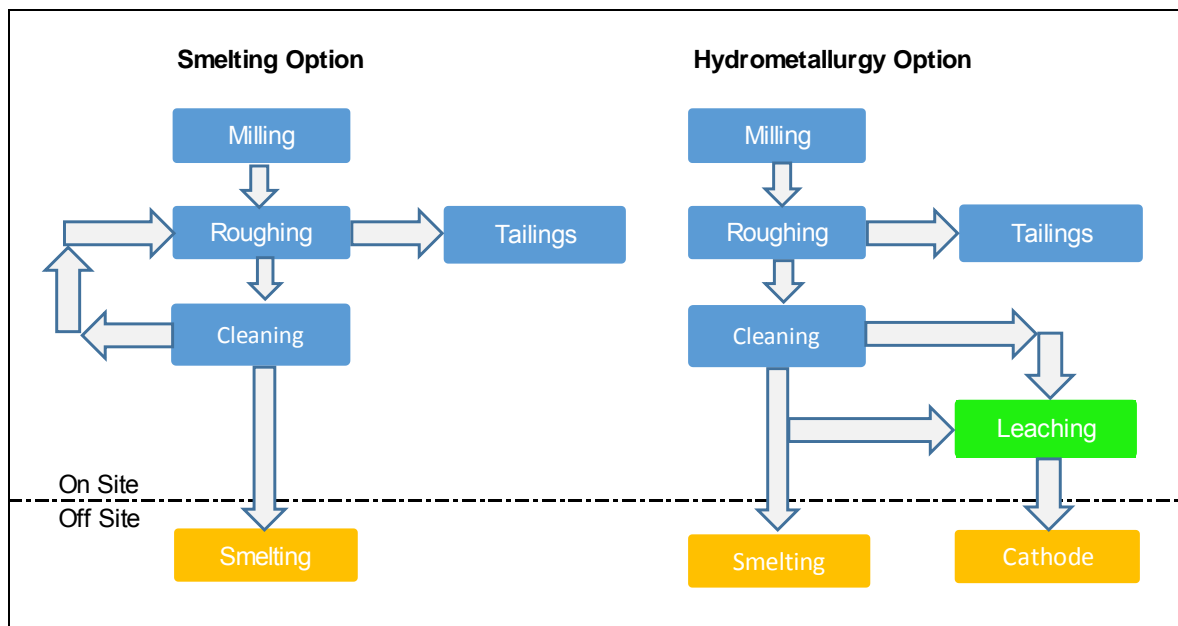 Smelting Option
Milling
Roughing
Tailings
Cleaning
On Site
Off Site
Smelting
Hydrometallurgy Option
Milling
Roughing
Tailings
Cleaning
Leaching
Smelting
Cathode